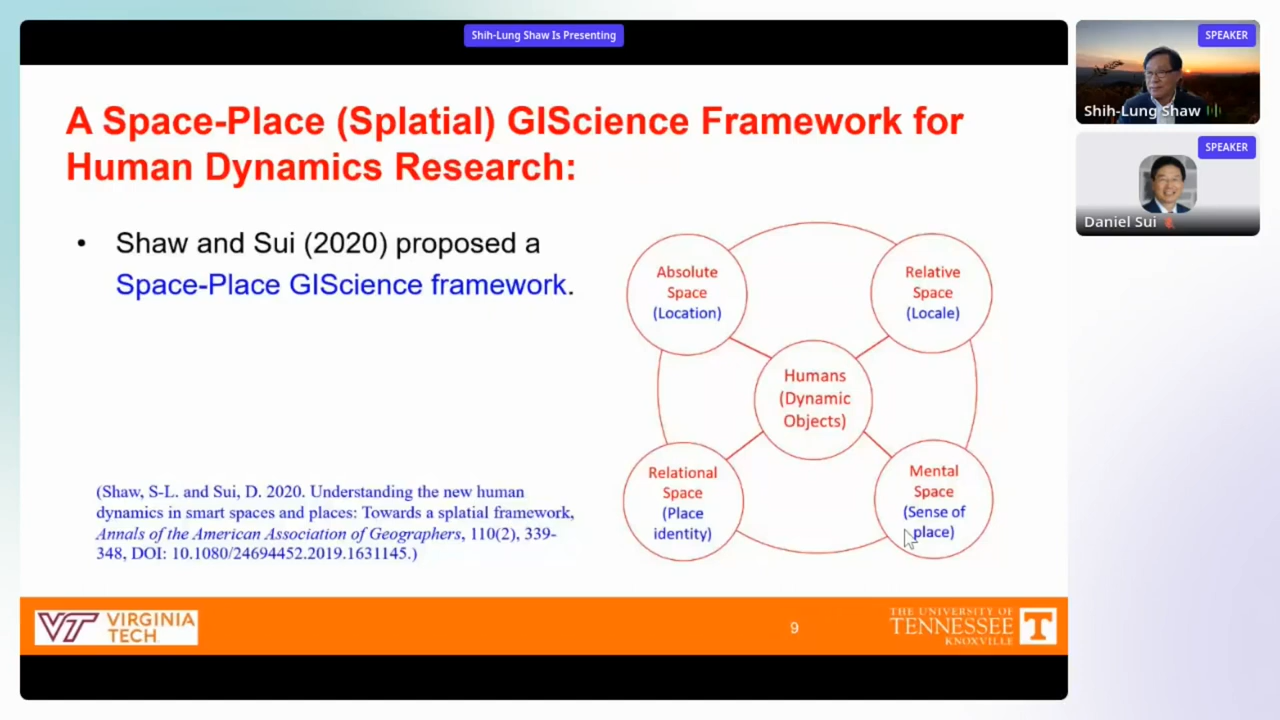 Shih-Lung Shaw Is Presenting
A Space-Place (Splatial) GIScience Framework for
Human Dynamics Research:
• Shaw and Sui (2020) proposed a
Space-Place GIScience framework.
Absolute
Space
(Location)
Relative
Space
(Locale)
Humans
(Dynamic
Objects)
Relational
Space
(Place
identity)
Mental
Space
(Sense of
place)
(Shaw, S-L. and Sui, D. 2020. Understanding the new human
dynamics in smart spaces and places: Towards a splatial framework,
Annals of the American Association of Geographers, 110(2), 339-
348, DOI: 10.1080/24694452.2019.1631145.)
VT VIRGINIA
TECH
9
THE UNIVERSITY OF
TENNESSEE
KNOXVILLE
T
SPEAKER
Shih-Lung Shaw
SPEAKER
Daniel Sui